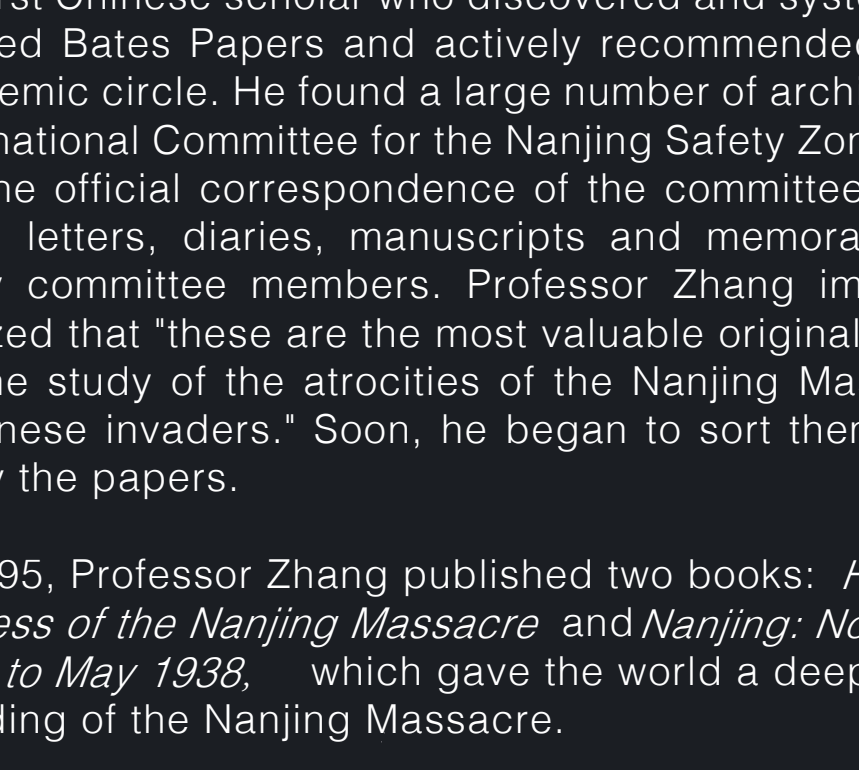 rst Chinese scholar who discovered and syst
ed Bates Papers and actively recommended
emic circle. He found a large number of arch
national Committee for the Nanjing Safety Zon
he official correspondence of the committee
letters, diaries, manuscripts and memora
y committee members. Professor Zhang im
zed that "these are the most valuable original
he study of the atrocities of the Nanjing Ma
nese invaders." Soon, he began to sort then
y the papers.
95, Professor Zhang published two books: H
ess of the Nanjing Massacre and Nanjing: No
to May 1938, which gave the world a deep
ding of the Nanjing Massacre.